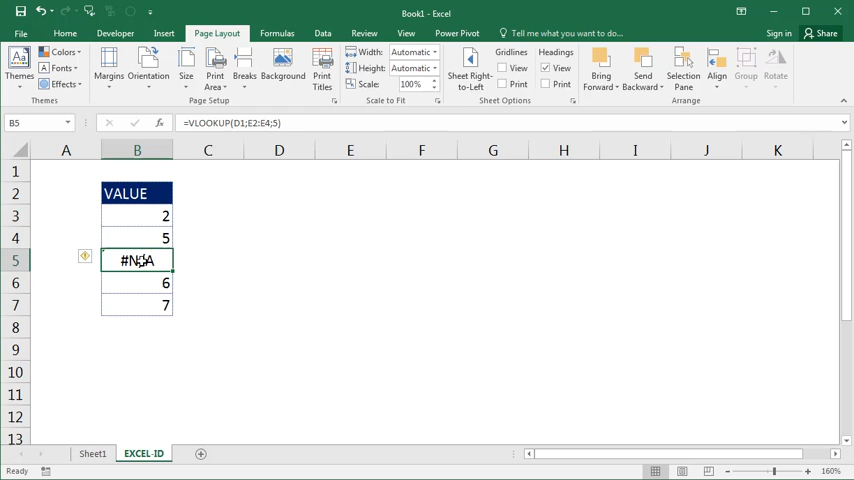 Book1 - Excel
File Home Developer Insert Page Layout Formulas Data Review View Power Pivot Tell me what you want to do... Sign in Share
Themes Colors Fonts Effects
Themes
Margins Orientation Size Print Area Breaks Background Print Titles
Page Setup
Width: Automatic
Height: Automatic
Scale: 100%
Scale to Fit
Gridlines Headings
View View
Print Print
Sheet Options
Sheet Right-to-Left
Bring Forward Send Backward Selection Pane Align Group Rotate
Arrange
B5 fx =VLOOKUP(D1;E2:E4;5)
A B C D E F G H I J K
1
2 VALUE
3 2
4 5
5 #N/A
6 6
7 7
8
9
10
11
12
13
Sheet1 EXCEL-ID
Ready 160%